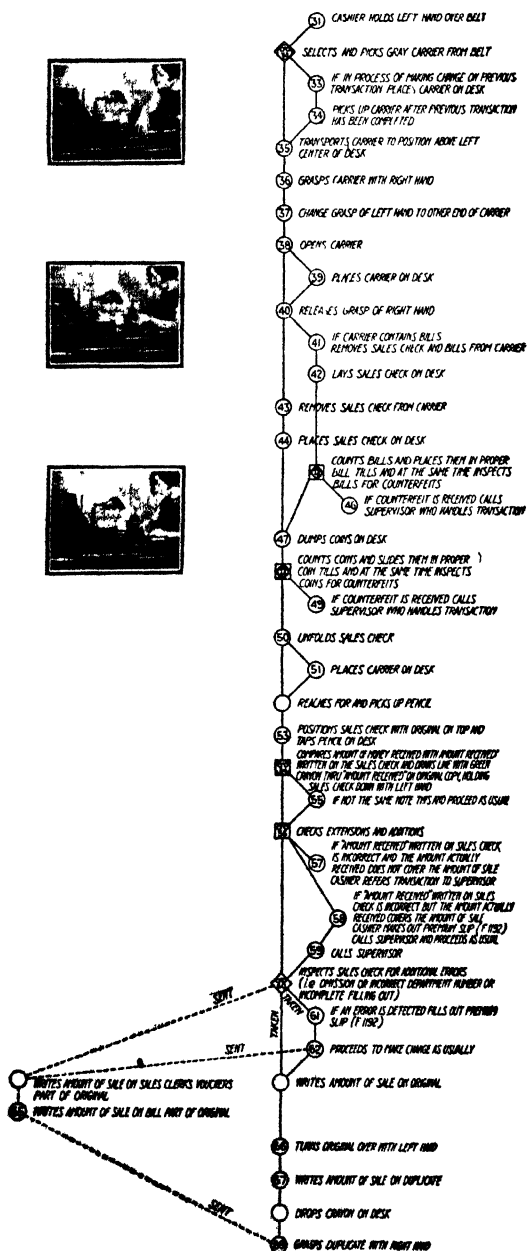 31 CASHIER HOLDS LEFT HAND OVER BELT
SELECTS AND PICKS GRAY CARRIER FROM BELT
33 IF IN PROCESS OF MAKING CHANGE ON PREVIOUS
TRANSACTION PLACES CARRIER ON DESK
34 PICKS UP CARRIER AFTER PREVIOUS TRANSACTION
HAS BEEN COMPLETED
35 TRANSPORTS CARRIER TO POSITION ABOVE LEFT
CENTER OF DESK
36 GRASPS CARRIER WITH RIGHT HAND
37 CHANGE GRASP OF LEFT HAND TO OTHER END OF CARRIER
38 OPENS CARRIER
39 PLACES CARRIER ON DESK
40 RELEASES GRASP OF RIGHT HAND
41 IF CARRIER CONTAINS BILLS
REMOVES SALES CHECK AND BILLS FROM CARRIER
42 LAYS SALES CHECK ON DESK
43 REMOVES SALES CHECK FROM CARRIER
44 PLACES SALES CHECK ON DESK
COUNTS BILLS AND PLACES THEM IN PROPER
BILL TILLS AND AT THE SAME TIME INSPECTS
BILLS FOR COUNTERFEITS
46 IF COUNTERFEIT IS RECEIVED CALLS
SUPERVISOR WHO HANDLES TRANSACTION
47 DUMPS COINS ON DESK
COUNTS COINS AND SLIDES THEM IN PROPER
COIN TILLS AND AT THE SAME TIME INSPECTS
COINS FOR COUNTERFEITS
49 IF COUNTERFEIT IS RECEIVED CALLS
SUPERVISOR WHO HANDLES TRANSACTION
50 UNFOLDS SALES CHECK
51 PLACES CARRIER ON DESK
REACHES FOR AND PICKS UP PENCIL
53 POSITIONS SALES CHECK WITH ORIGINAL ON TOP AND
TAPS PENCIL ON DESK
COMPARES AMOUNT OF MONEY RECEIVED WITH "AMOUNT RECEIVED"
WRITTEN ON THE SALES CHECK AND DRAWS LINE WITH GREEN
CRAYON THRU "AMOUNT RECEIVED" ON ORIGINAL COPY, HOLDING
SALES CHECK DOWN WITH LEFT HAND
55 IF NOT THE SAME NOTE THIS AND PROCEED AS USUAL
CHECKS EXTENSIONS AND ADDITIONS
57 IF "AMOUNT RECEIVED" WRITTEN ON SALES CHECK
IS INCORRECT AND THE AMOUNT ACTUALLY
RECEIVED DOES NOT COVER THE AMOUNT OF SALE
CASHIER REFERS TRANSACTION TO SUPERVISOR
58 IF "AMOUNT RECEIVED" WRITTEN ON SALES
CHECK IS INCORRECT BUT THE AMOUNT ACTUALLY
RECEIVED COVERS THE AMOUNT OF SALE
CASHIER MAKES OUT PREMIUM SLIP (F 1192)
CALLS SUPERVISOR AND PROCEEDS AS USUAL
59 CALLS SUPERVISOR
INSPECTS SALES CHECK FOR ADDITIONAL ERRORS
(i.e. OMISSION OR INCORRECT DEPARTMENT NUMBER OR
INCOMPLETE FILLING OUT)
SENT
TAKEN
TAKEN
61 IF AN ERROR IS DETECTED FILLS OUT PREMIUM
SLIP (F 1192)
SENT
62 PROCEEDS TO MAKE CHANGE AS USUALLY
WRITES AMOUNT OF SALE ON SALES CLERKS VOUCHERS
PART OF ORIGINAL
WRITES AMOUNT OF SALE ON ORIGINAL
65 WRITES AMOUNT OF SALE ON BILL PART OF ORIGINAL
66 TURNS ORIGINAL OVER WITH LEFT HAND
67 WRITES AMOUNT OF SALE ON DUPLICATE
SENT
DROPS CRAYON ON DESK
69 GRASPS DUPLICATE WITH RIGHT HAND